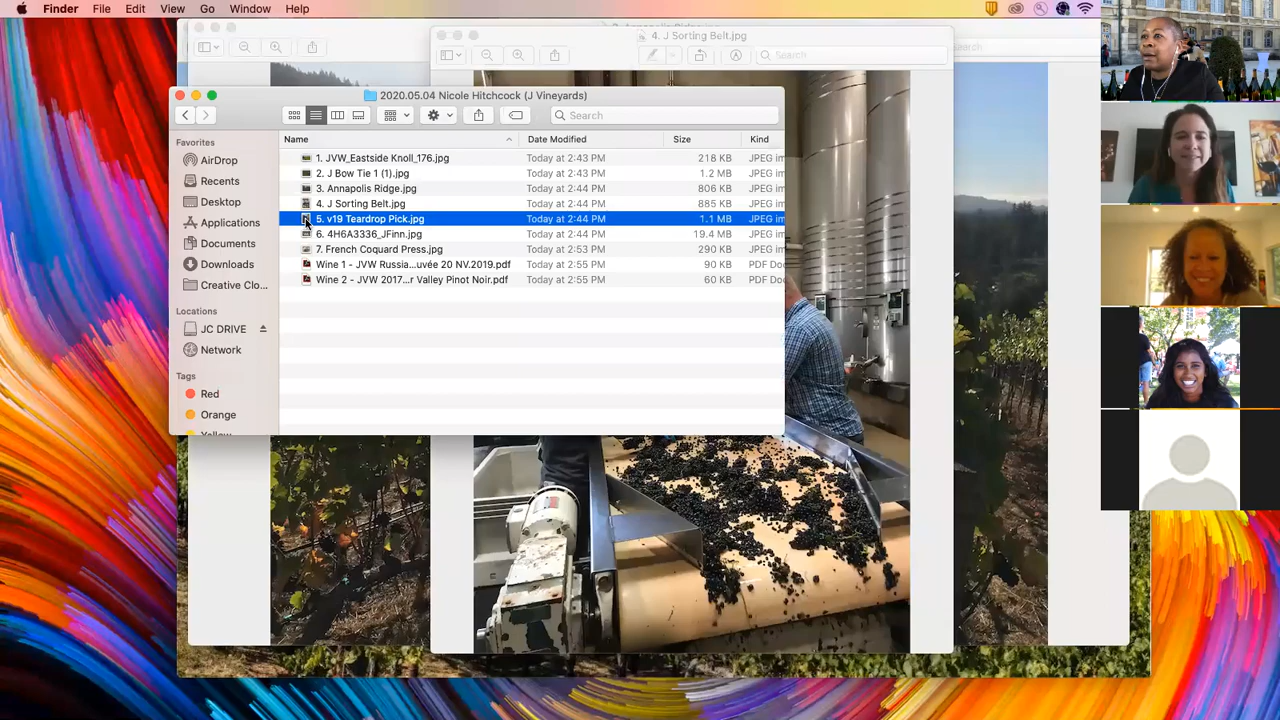 Finder File Edit View Go Window Help
4. J Sorting Belt.jpg
Search
Search
2020.05.04 Nicole Hitchcock (J Vineyards)
Search
Favorites
AirDrop
Recents
Desktop
Applications
Documents
Downloads
Creative Clo...
Locations
JC DRIVE
Network
Tags
Red
Orange
Yellow
Name Date Modified Size Kind
1. JVW_Eastside Knoll_176.jpg Today at 2:43 PM 218 KB JPEG im
2. J Bow Tie 1 (1).jpg Today at 2:43 PM 1.2 MB JPEG im
3. Annapolis Ridge.jpg Today at 2:44 PM 806 KB JPEG im
4. J Sorting Belt.jpg Today at 2:44 PM 885 KB JPEG im
5. v19 Teardrop Pick.jpg Today at 2:44 PM 1.1 MB JPEG im
6. 4H6A3336_JFinn.jpg Today at 2:44 PM 19.4 MB JPEG im
7. French Coquard Press.jpg Today at 2:53 PM 290 KB JPEG im
Wine 1 - JVW Russia...uvée 20 NV.2019.pdf Today at 2:55 PM 90 KB PDF Doc
Wine 2 - JVW 2017...r Valley Pinot Noir.pdf Today at 2:55 PM 60 KB PDF Doc